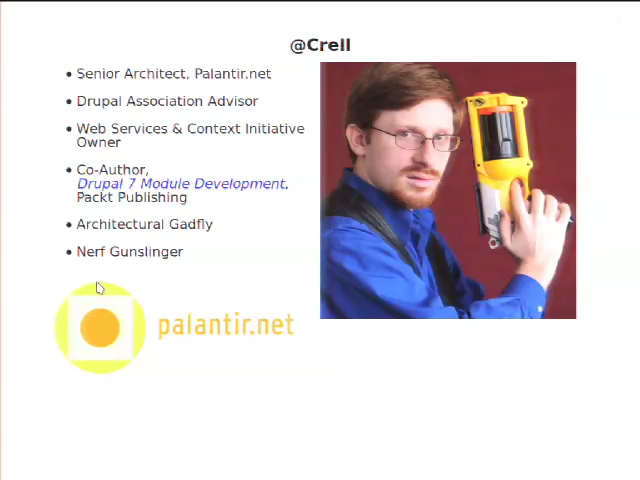 @Crell
• Senior Architect, Palantir.net
• Drupal Association Advisor
• Web Services & Context Initiative
Owner
• Co-Author,
Drupal 7 Module Development,
Packt Publishing
• Architectural Gadfly
• Nerf Gunslinger
palantir.net